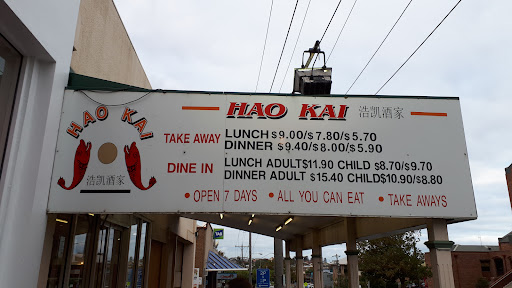 HAO KAI
浩凯酒家
HAO KAI 浩凯酒家
TAKE AWAY LUNCH $9.00/$7.80/$5.70
DINNER $9.40/$8.00/$5.90
DINE IN LUNCH ADULT$11.90 CHILD $8.70/$9.70
DINNER ADULT $15.40 CHILD$10.90/$8.80
• OPEN 7 DAYS • ALL YOU CAN EAT • TAKE AWAYS
TAB